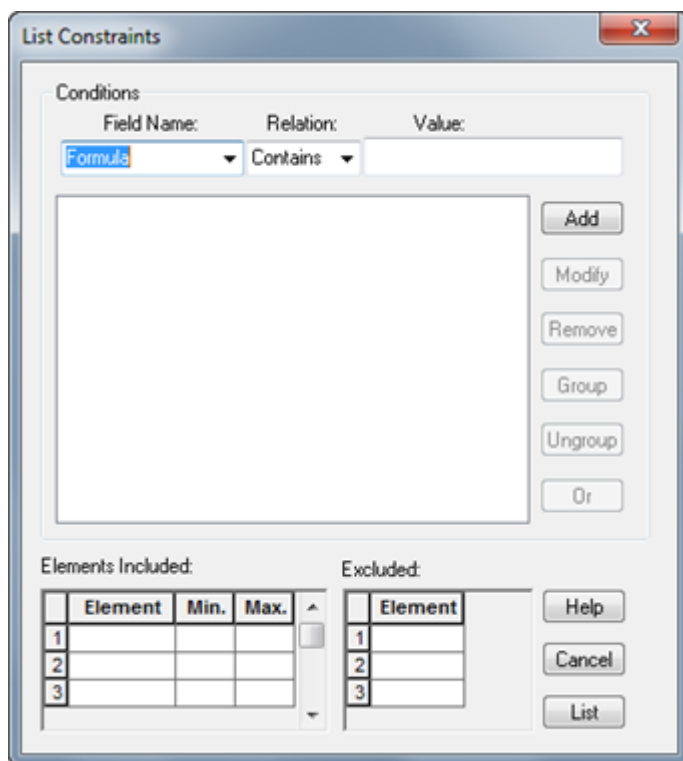 List Constraints
Conditions
Field Name: Relation: Value:
Formula Contains
Add
Modify
Remove
Group
Ungroup
Or
Elements Included: Excluded:
Element Min. Max. Element Help
1 1
2 2 Cancel
3 3
List